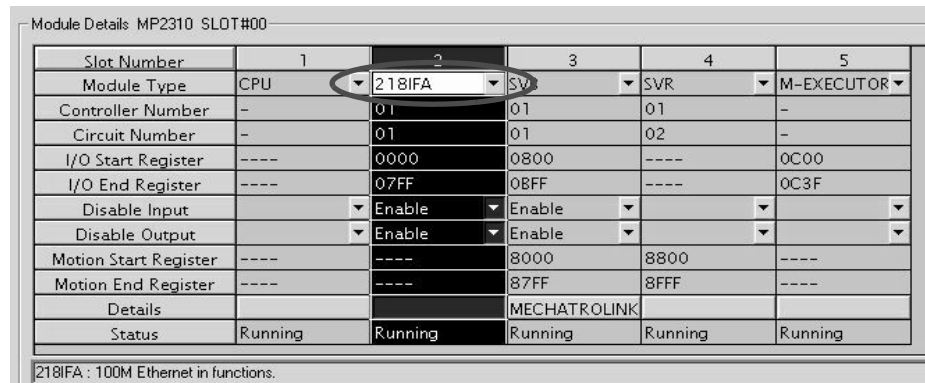 Module Details MP2310 SLOT#00
Slot Number 1 2 3 4 5
Module Type CPU 218IFA SVR M-EXECUTOR
Controller Number - 01 01 01 -
Circuit Number - 01 01 02 -
I/O Start Register ---- 0000 0800 ---- 0C00
I/O End Register ---- 07FF 0BFF ---- 0C3F
Disable Input Enable Enable
Disable Output Enable Enable
Motion Start Register ---- ---- 8000 8800 ----
Motion End Register ---- ---- 87FF 8FFF ----
Details MECHATROLINK
Status Running Running Running Running Running
218IFA : 100M Ethernet in functions.